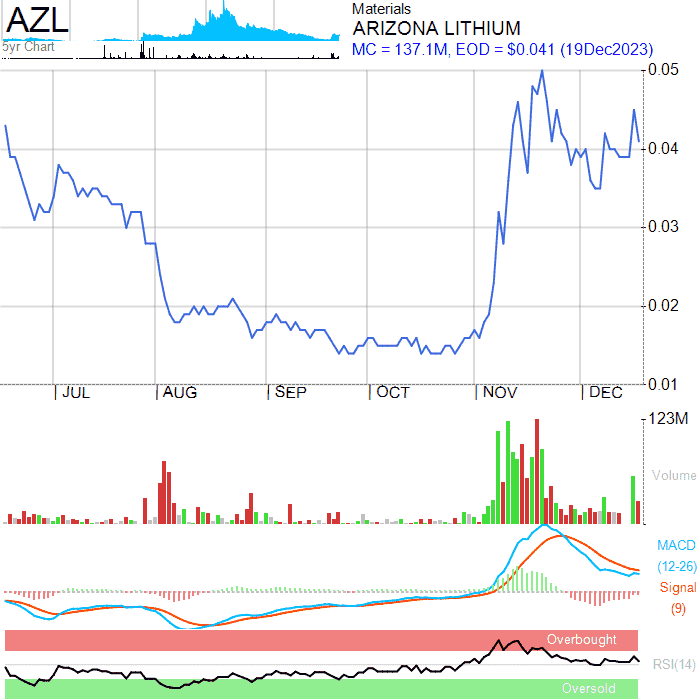 AZL
5yr Chart
Materials
ARIZONA LITHIUM
MC = 137.1M, EOD = $0.041 (19Dec2023)
0.05
0.04
0.03
0.02
0.01
JUL AUG SEP OCT NOV DEC
123M
Volume
MACD
(12-26)
Signal
(9)
Overbought
RSI(14)
Oversold